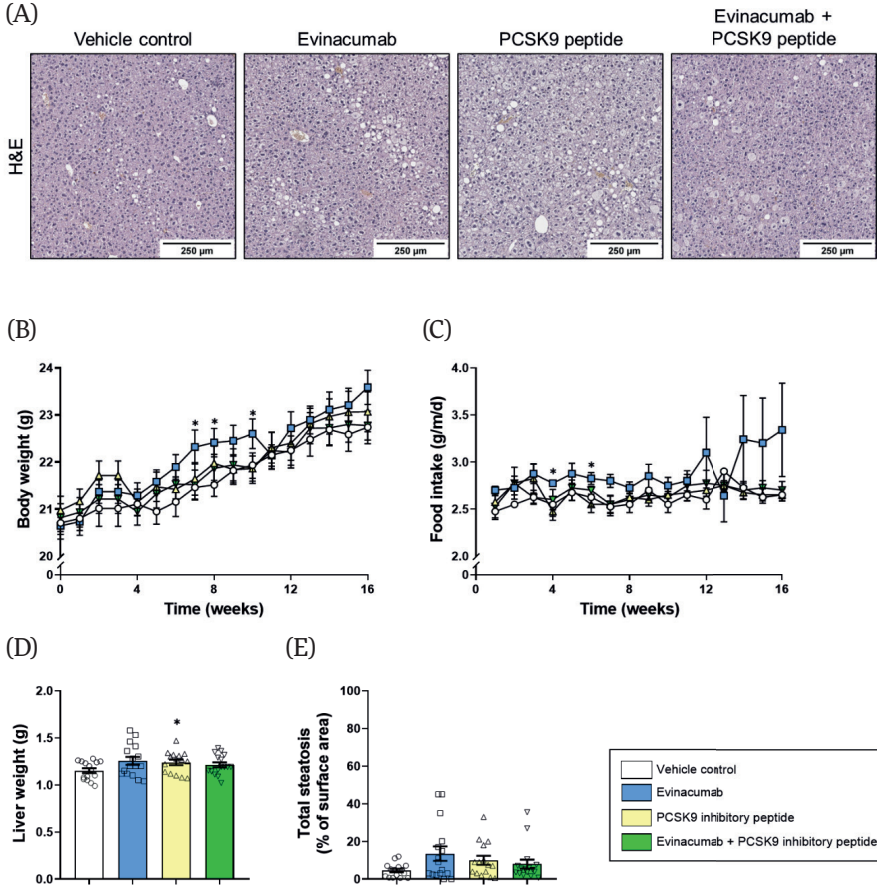 (A)
Vehicle control
Evinacumab
PCSK9 peptide
Evinacumab +
PCSK9 peptide
H&E
250 µm
250 µm
250 µm
250 µm
(B)
Body weight (g)
24
23
22
21
20
0
* * *
0 4 8 12 16
Time (weeks)
(C)
Food intake (g/m/d)
4.0
3.5
3.0
2.5
2.0
0
* *
0 4 8 12 16
Time (weeks)
(D)
Liver weight (g)
2.0
1.5
1.0
0.5
0.0
*
(E)
Total steatosis
(% of surface area)
100
80
60
40
20
0
Vehicle control
Evinacumab
PCSK9 inhibitory peptide
Evinacumab + PCSK9 inhibitory peptide